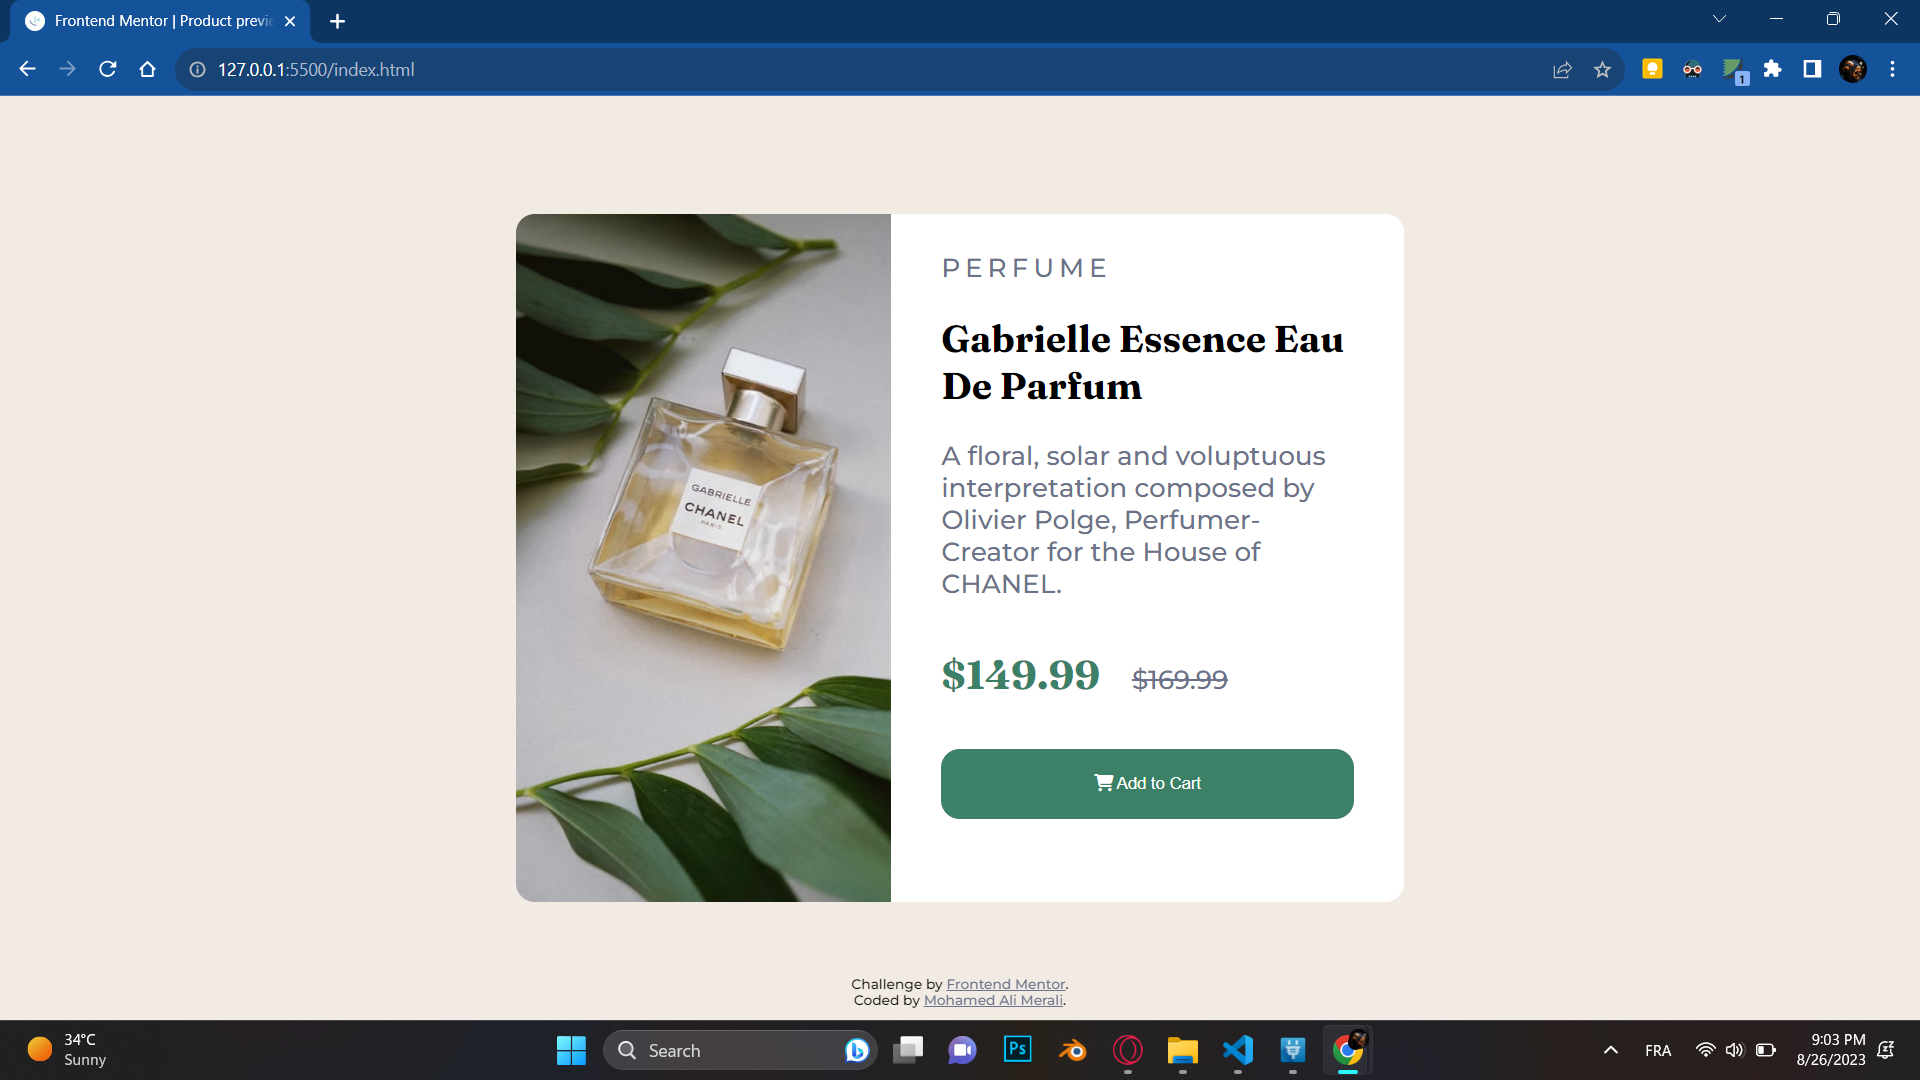 Frontend Mentor | Product previe
127.0.0.1:5500/index.html
1
PERFUME
Gabrielle Essence Eau
De Parfum
A floral, solar and voluptuous
interpretation composed by
Olivier Polge, Perfumer-
Creator for the House of
CHANEL.
$149.99 $169.99
Add to Cart
GABRIELLE
CHANEL
PARIS
Challenge by Frontend Mentor.
Coded by Mohamed Ali Merali.
34°C
Sunny
Search
Ps
FRA
9:03 PM
8/26/2023